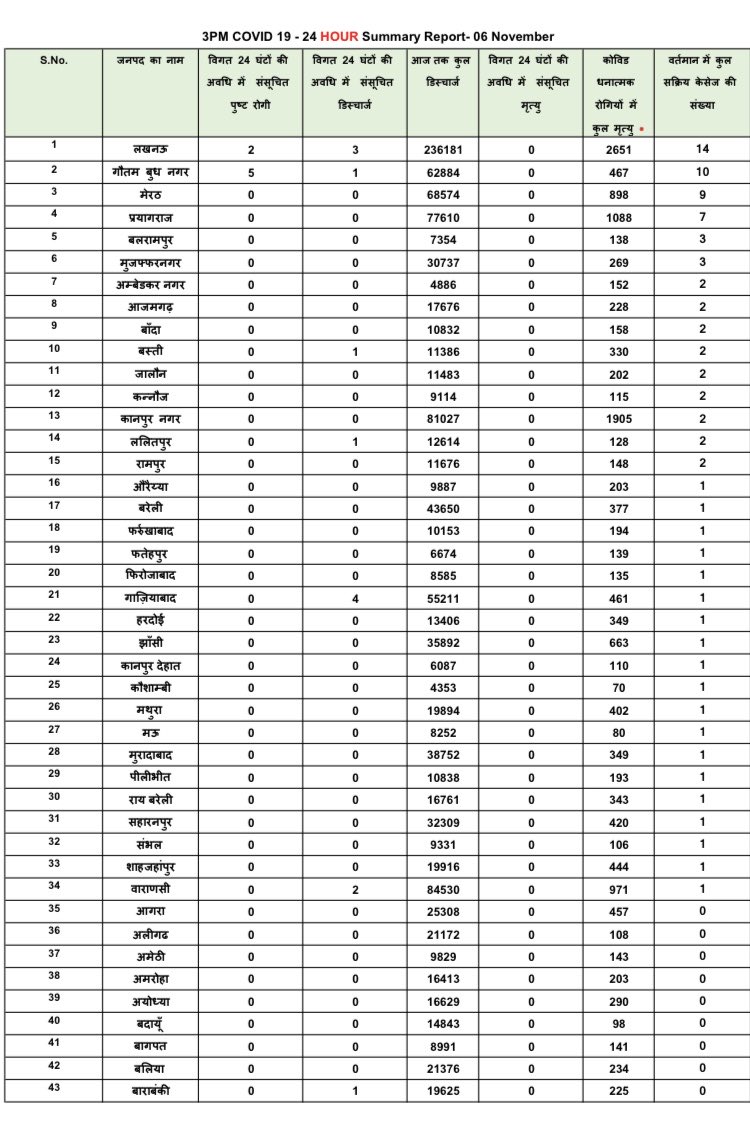 3PM COVID 19 - 24 HOUR Summary Report- 06 November
S.No. जनपद का नाम विगत 24 घंटों की अवधि में संसूचित पुष्ट रोगी विगत 24 घंटों की अवधि में संसूचित डिस्चार्ज आज तक कुल डिस्चार्ज विगत 24 घंटों की अवधि में संसूचित मृत्यु कोविड धनात्मक रोगियों में कुल मृत्यु वर्तमान में कुल सक्रिय केसेज की संख्या
1 लखनऊ 2 3 236181 0 2651 14
2 गौतम बुध नगर 5 1 62884 0 467 10
3 मेरठ 0 0 68574 0 898 9
4 प्रयागराज 0 0 77610 0 1088 7
5 बलरामपुर 0 0 7354 0 138 3
6 मुजफ्फरनगर 0 0 30737 0 269 3
7 अम्बेडकर नगर 0 0 4886 0 152 2
8 आजमगढ़ 0 0 17676 0 228 2
9 बाँदा 0 0 10832 0 158 2
10 बस्ती 0 1 11386 0 330 2
11 जालौन 0 0 11483 0 202 2
12 कन्नौज 0 0 9114 0 115 2
13 कानपुर नगर 0 0 81027 0 1905 2
14 ललितपुर 0 1 12614 0 128 2
15 रामपुर 0 0 11676 0 148 2
16 औरैय्या 0 0 9887 0 203 1
17 बरेली 0 0 43650 0 377 1
18 फर्रुखाबाद 0 0 10153 0 194 1
19 फतेहपुर 0 0 6674 0 139 1
20 फिरोजाबाद 0 0 8585 0 135 1
21 गाज़ियाबाद 0 4 55211 0 461 1
22 हरदोई 0 0 13406 0 349 1
23 झाँसी 0 0 35892 0 663 1
24 कानपुर देहात 0 0 6087 0 110 1
25 कौशाम्बी 0 0 4353 0 70 1
26 मथुरा 0 0 19894 0 402 1
27 मऊ 0 0 8252 0 80 1
28 मुरादाबाद 0 0 38752 0 349 1
29 पीलीभीत 0 0 10838 0 193 1
30 राय बरेली 0 0 16761 0 343 1
31 सहारनपुर 0 0 32309 0 420 1
32 संभल 0 0 9331 0 106 1
33 शाहजहांपुर 0 0 19916 0 444 1
34 वाराणसी 0 2 84530 0 971 1
35 आगरा 0 0 25308 0 457 0
36 अलीगढ 0 0 21172 0 108 0
37 अमेठी 0 0 9829 0 143 0
38 अमरोहा 0 0 16413 0 203 0
39 अयोध्या 0 0 16629 0 290 0
40 बदायूँ 0 0 14843 0 98 0
41 बागपत 0 0 8991 0 141 0
42 बलिया 0 0 21376 0 234 0
43 बाराबंकी 0 1 19625 0 225 0